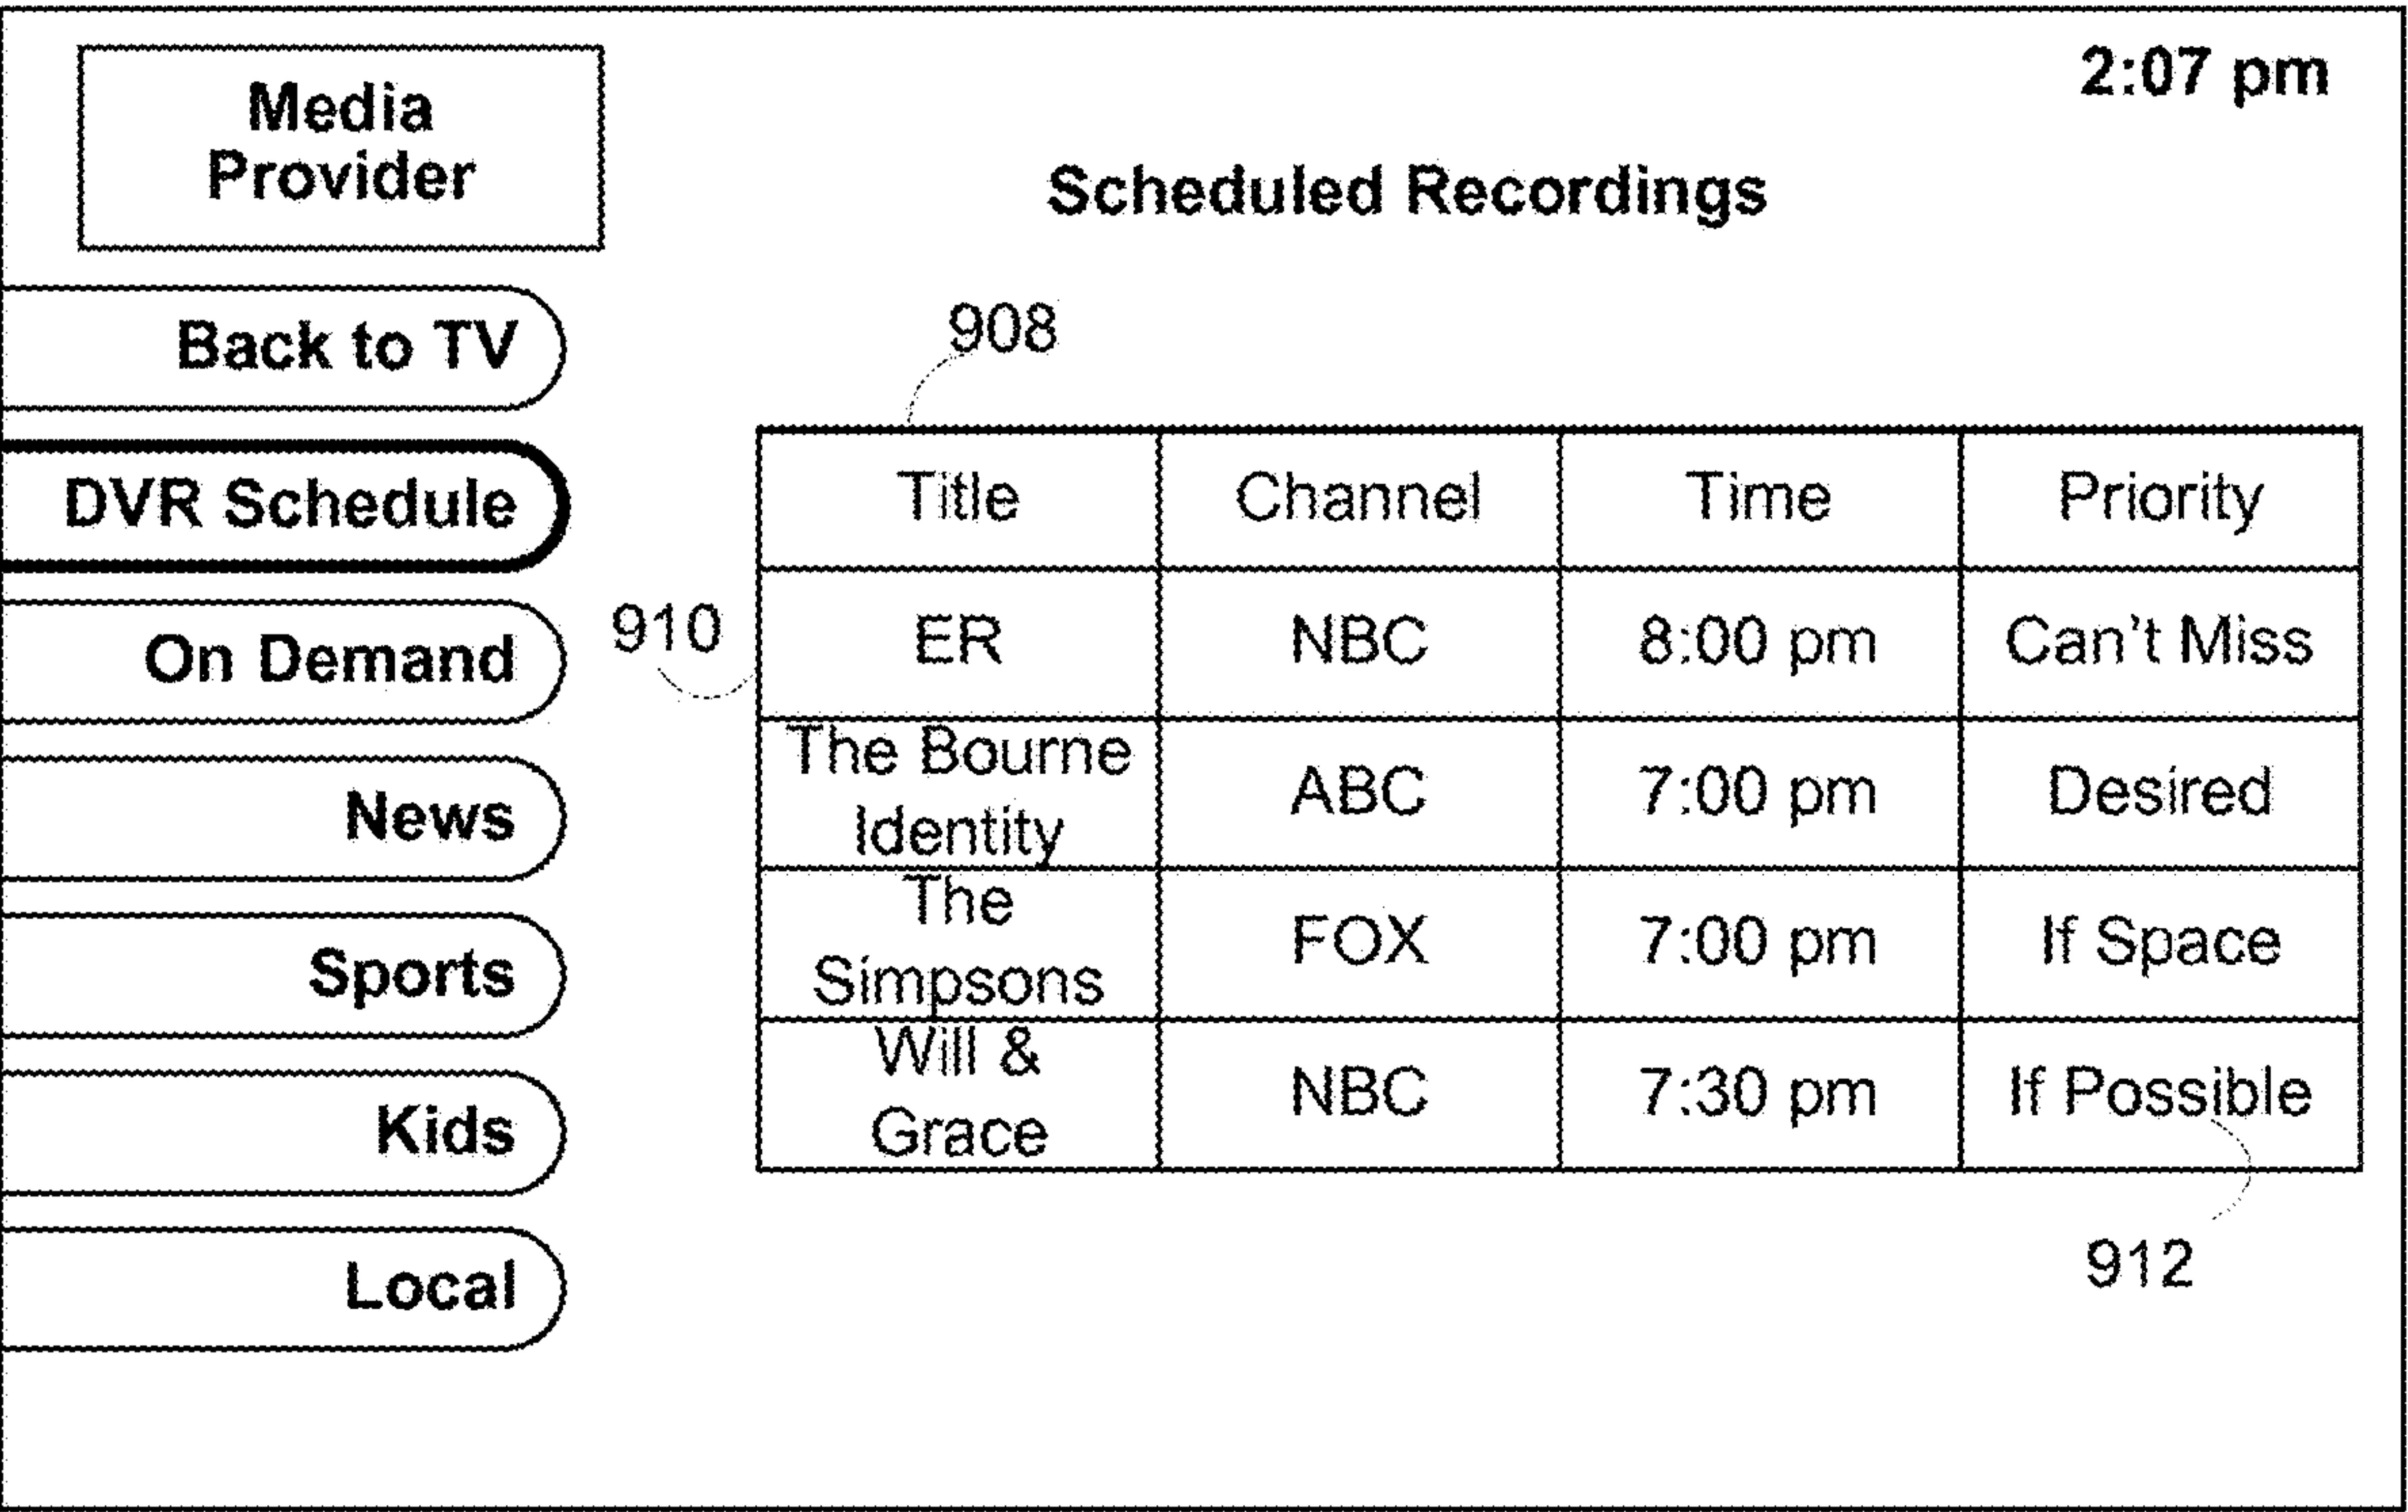 Media
Provider
2:07 pm
Scheduled Recordings
Back to TV
DVR Schedule
On Demand
News
Sports
Kids
Local
908
910
Title Channel Time Priority
ER NBC 8:00 pm Can't Miss
The Bourne
Identity ABC 7:00 pm Desired
The
Simpsons FOX 7:00 pm If Space
Will &
Grace NBC 7:30 pm If Possible
912